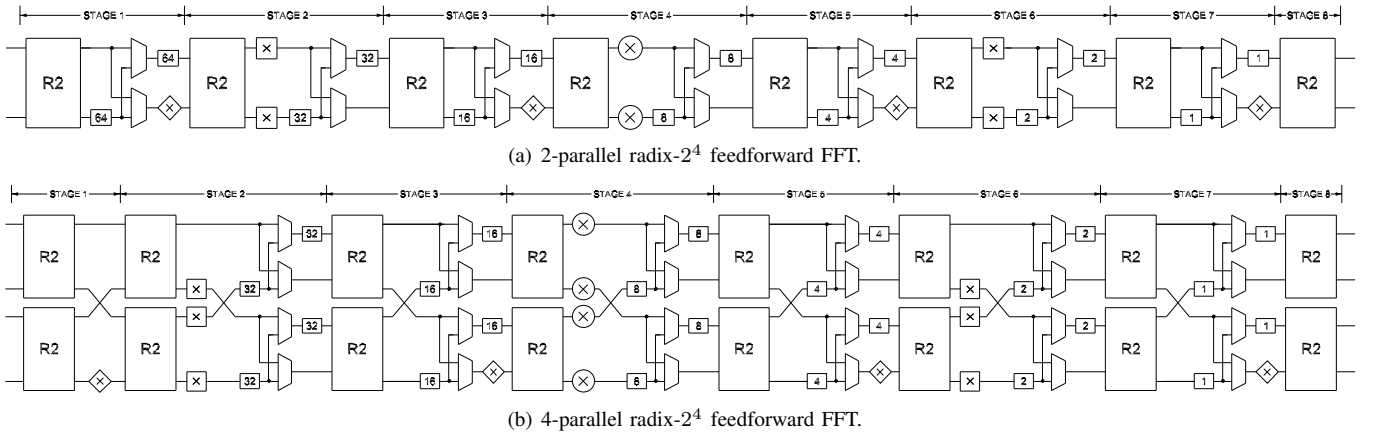 STAGE 1 STAGE 2 STAGE 3 STAGE 4 STAGE 5 STAGE 6 STAGE 7 STAGE 8
64 32 16 8 4 2 1
R2 R2 R2 R2 R2 R2 R2 R2
64 32 16 8 4 2 1
(a) 2-parallel radix-2⁴ feedforward FFT.
STAGE 1 STAGE 2 STAGE 3 STAGE 4 STAGE 5 STAGE 6 STAGE 7 STAGE 8
32 16 8 4 2 1
R2 R2 R2 R2 R2 R2 R2 R2
32 16 8 4 2 1
32 16 8 4 2 1
R2 R2 R2 R2 R2 R2 R2 R2
32 16 8 4 2 1
(b) 4-parallel radix-2⁴ feedforward FFT.